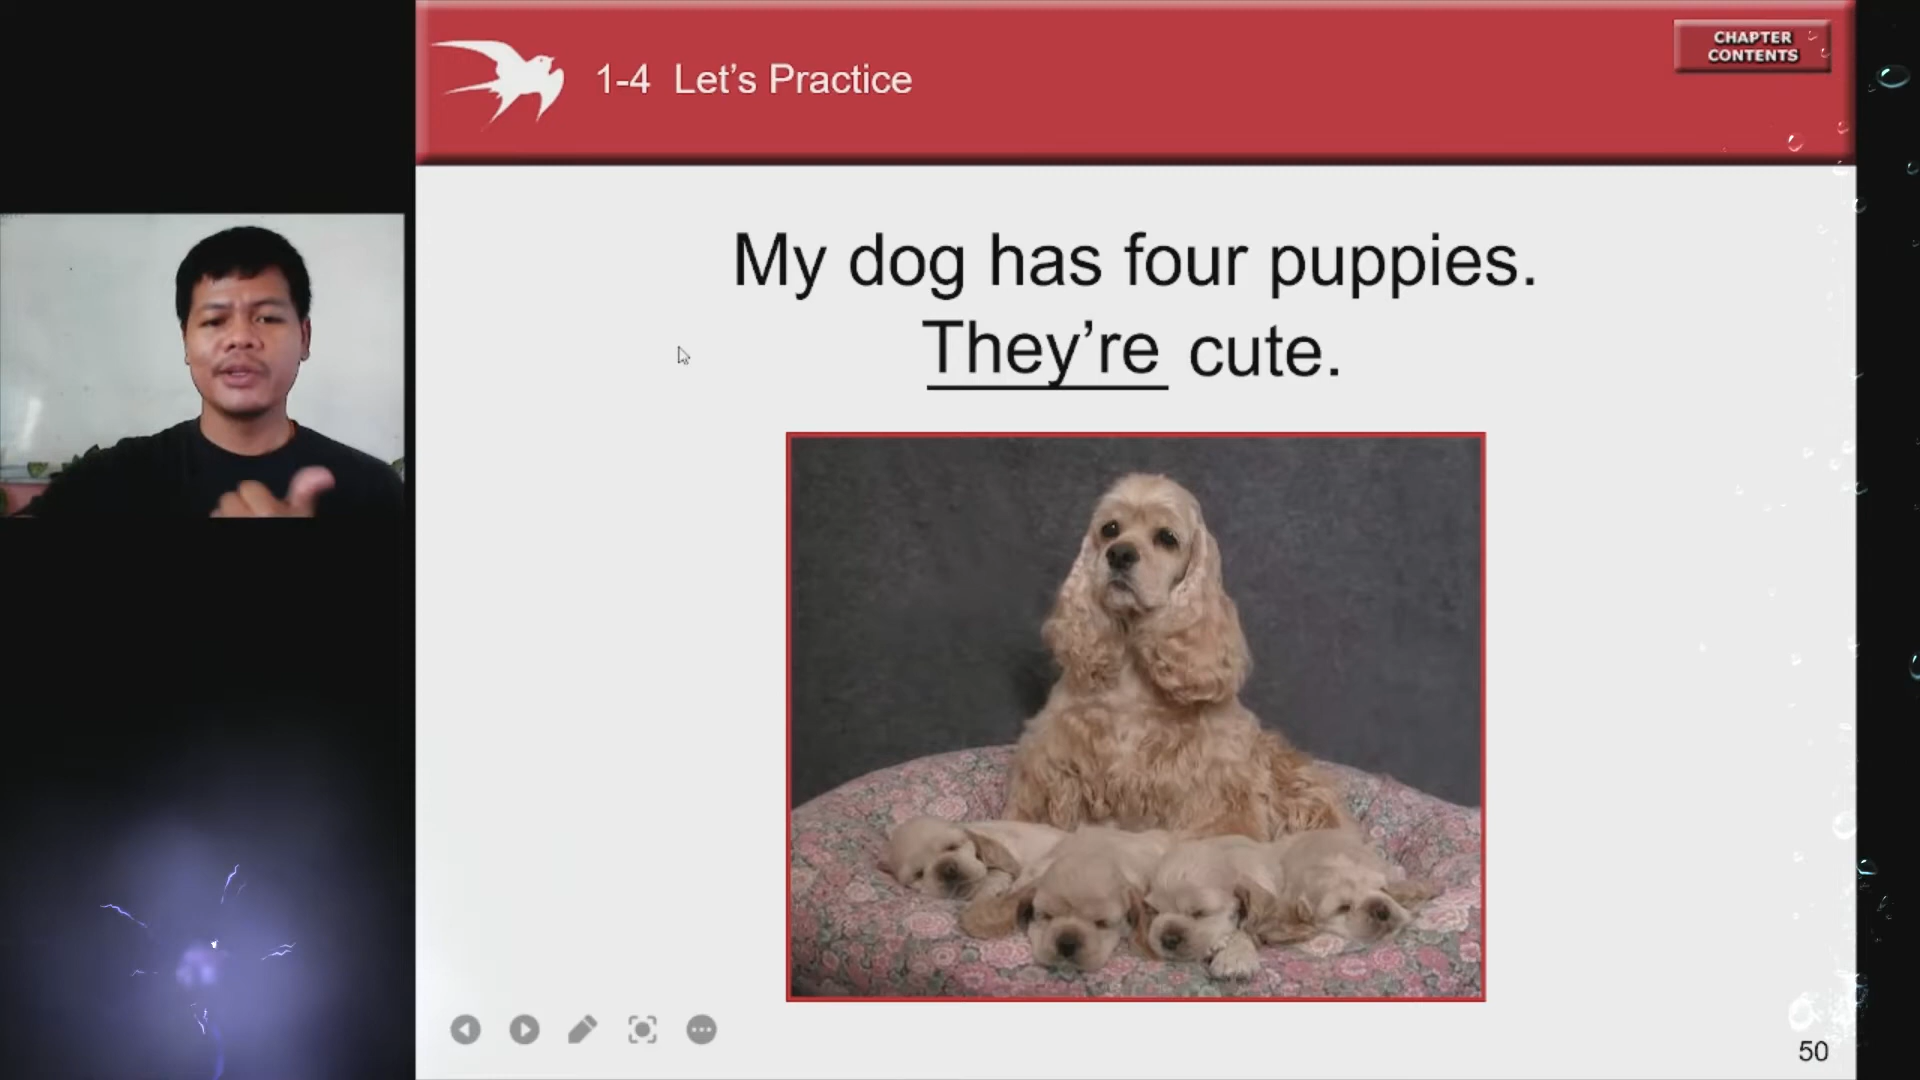 1-4 Let’s Practice
CHAPTER
CONTENTS
My dog has four puppies.
They’re cute.
50